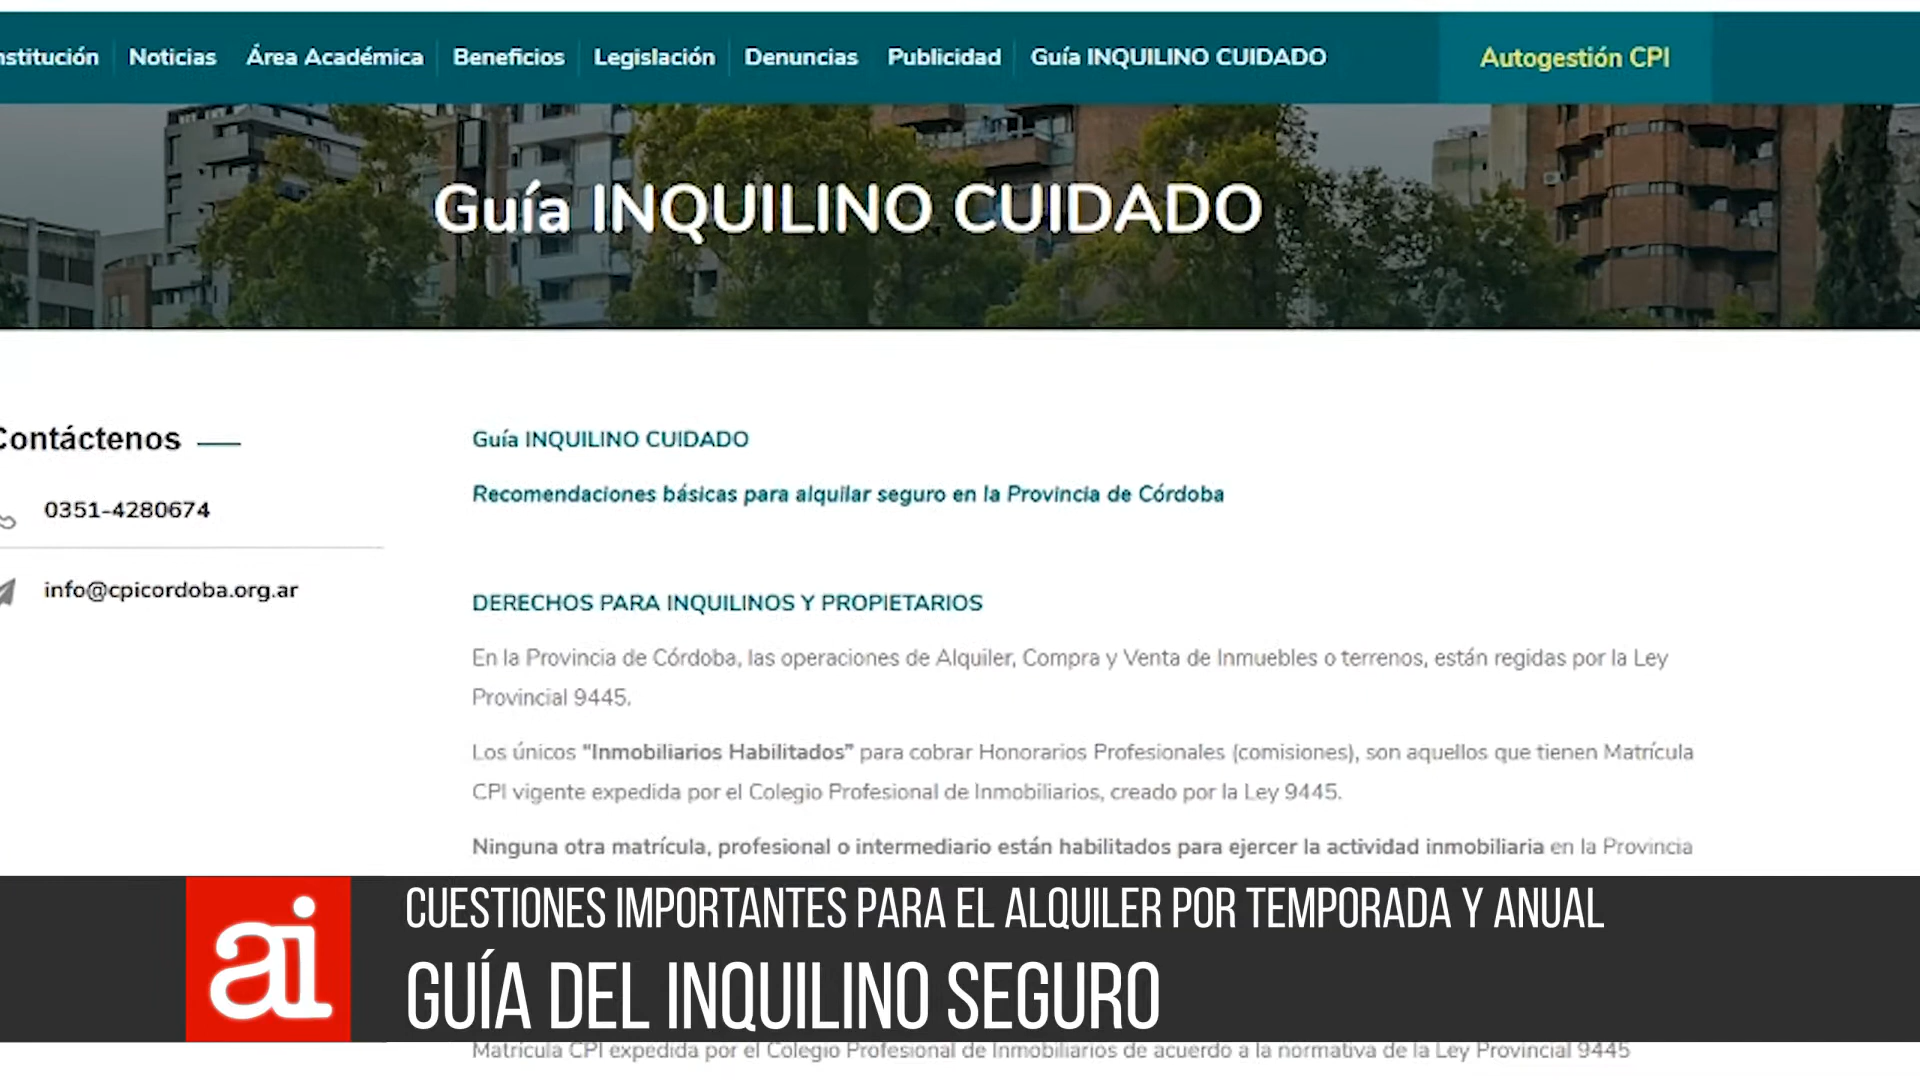 Noticias Área Académica Beneficios Legislación Denuncias Publicidad Guía INQUILINO CUIDADO Autogestión CPI
Guía INQUILINO CUIDADO
Contáctenos
0351-4280674
info@cpicordoba.org.ar
Guía INQUILINO CUIDADO
Recomendaciones básicas para alquilar seguro en la Provincia de Córdoba
DERECHOS PARA INQUILINOS Y PROPIETARIOS
En la Provincia de Córdoba, las operaciones de Alquiler, Compra y Venta de Inmuebles o terrenos, están regidas por la Ley
Provincial 9445.
Los únicos "Inmobiliarios Habilitados" para cobrar Honorarios Profesionales (comisiones), son aquellos que tienen Matrícula
CPI vigente expedida por el Colegio Profesional de Inmobiliarios, creado por la Ley 9445.
Ninguna otra matrícula, profesional o intermediario están habilitados para ejercer la actividad inmobiliaria en la Provincia
ai
CUESTIONES IMPORTANTES PARA EL ALQUILER POR TEMPORADA Y ANUAL
GUÍA DEL INQUILINO SEGURO
Matrícula CPI expedida por el Colegio Profesional de Inmobiliarios de acuerdo a la normativa de la Ley Provincial 9445